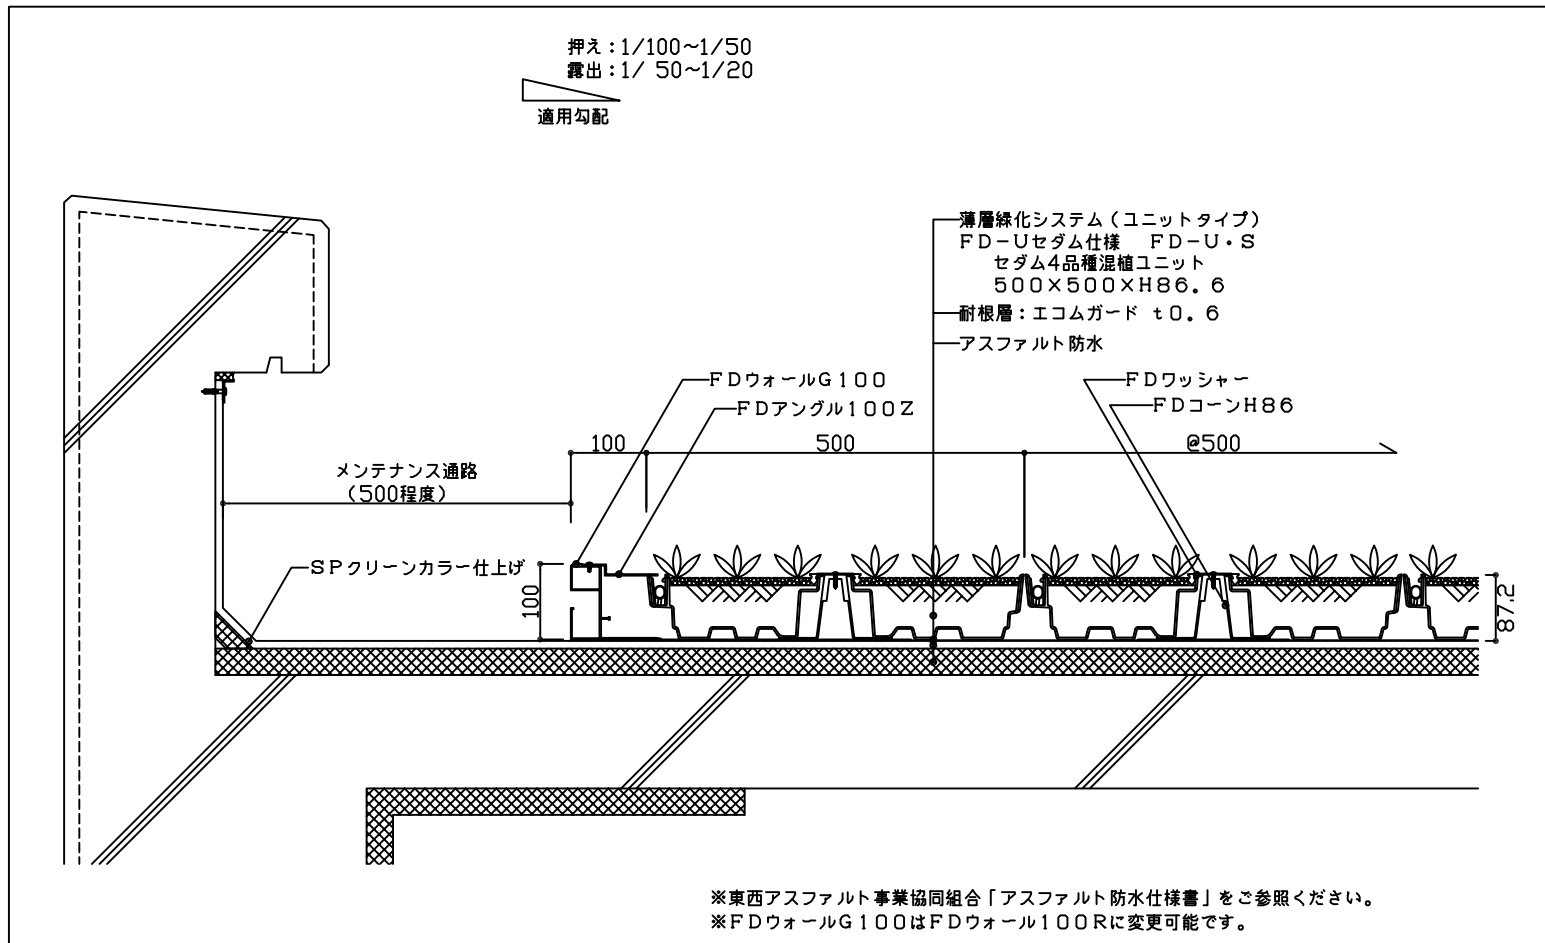 押え：1/100~1/50
露出：1/ 50~1/20
適用勾配
薄層緑化システム（ユニットタイプ）
ＦＤ－Ｕセダム仕様　ＦＤ－Ｕ・Ｓ
セダム4品種混植ユニット
５００×５００×Ｈ８６．６
耐根層：エコムガード ｔ０．６
アスファルト防水
ＦＤウォールＧ１００
ＦＤアングル１００Ｚ
ＦＤワッシャー
ＦＤコーンＨ８６
100
500
@500
メンテナンス通路
（500程度）
ＳＰクリーンカラー仕上げ
100
87.2
※東西アスファルト事業協同組合「アスファルト防水仕様書」をご参照ください。
※ＦＤウォールＧ１００はＦＤウォール１００Ｒに変更可能です。